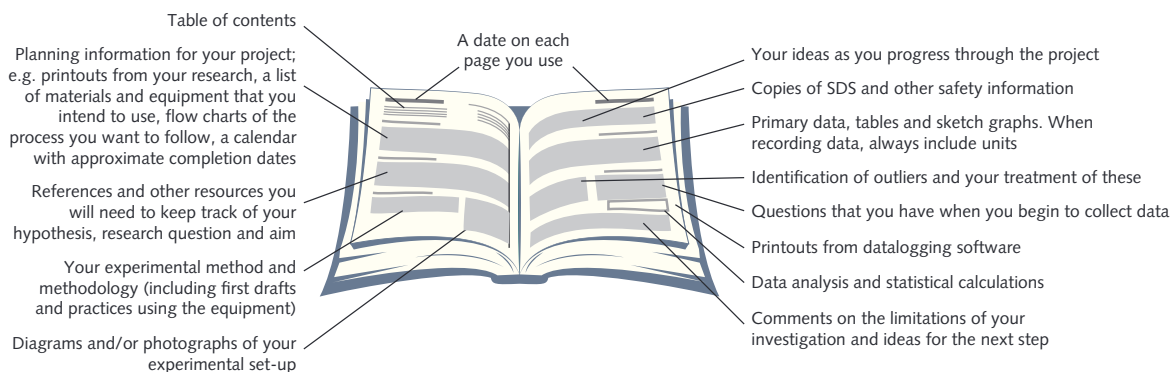 Table of contents
Planning information for your project;
e.g. printouts from your research, a list
of materials and equipment that you
intend to use, flow charts of the
process you want to follow, a calendar
with approximate completion dates
References and other resources you
will need to keep track of your
hypothesis, research question and aim
Your experimental method and
methodology (including first drafts
and practices using the equipment)
Diagrams and/or photographs of your
experimental set-up
A date on each
page you use
Your ideas as you progress through the project
Copies of SDS and other safety information
Primary data, tables and sketch graphs. When
recording data, always include units
Identification of outliers and your treatment of these
Questions that you have when you begin to collect data
Printouts from datalogging software
Data analysis and statistical calculations
Comments on the limitations of your
investigation and ideas for the next step